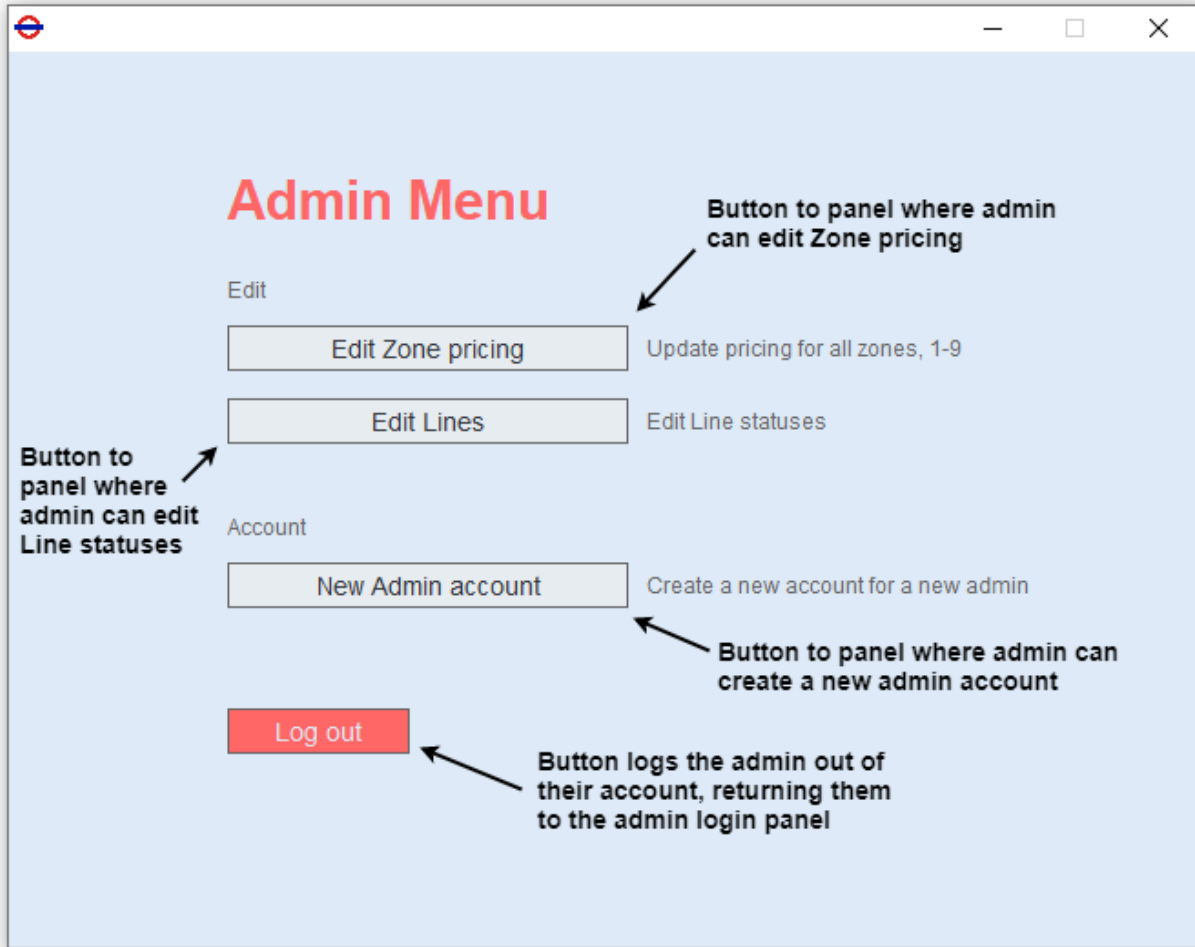 Admin Menu
Button to panel where admin
can edit Zone pricing
Edit
Edit Zone pricing
Update pricing for all zones, 1-9
Edit Lines
Edit Line statuses
Button to
panel where
admin can edit
Line statuses
Account
New Admin account
Create a new account for a new admin
Button to panel where admin can
create a new admin account
Log out
Button logs the admin out of
their account, returning them
to the admin login panel